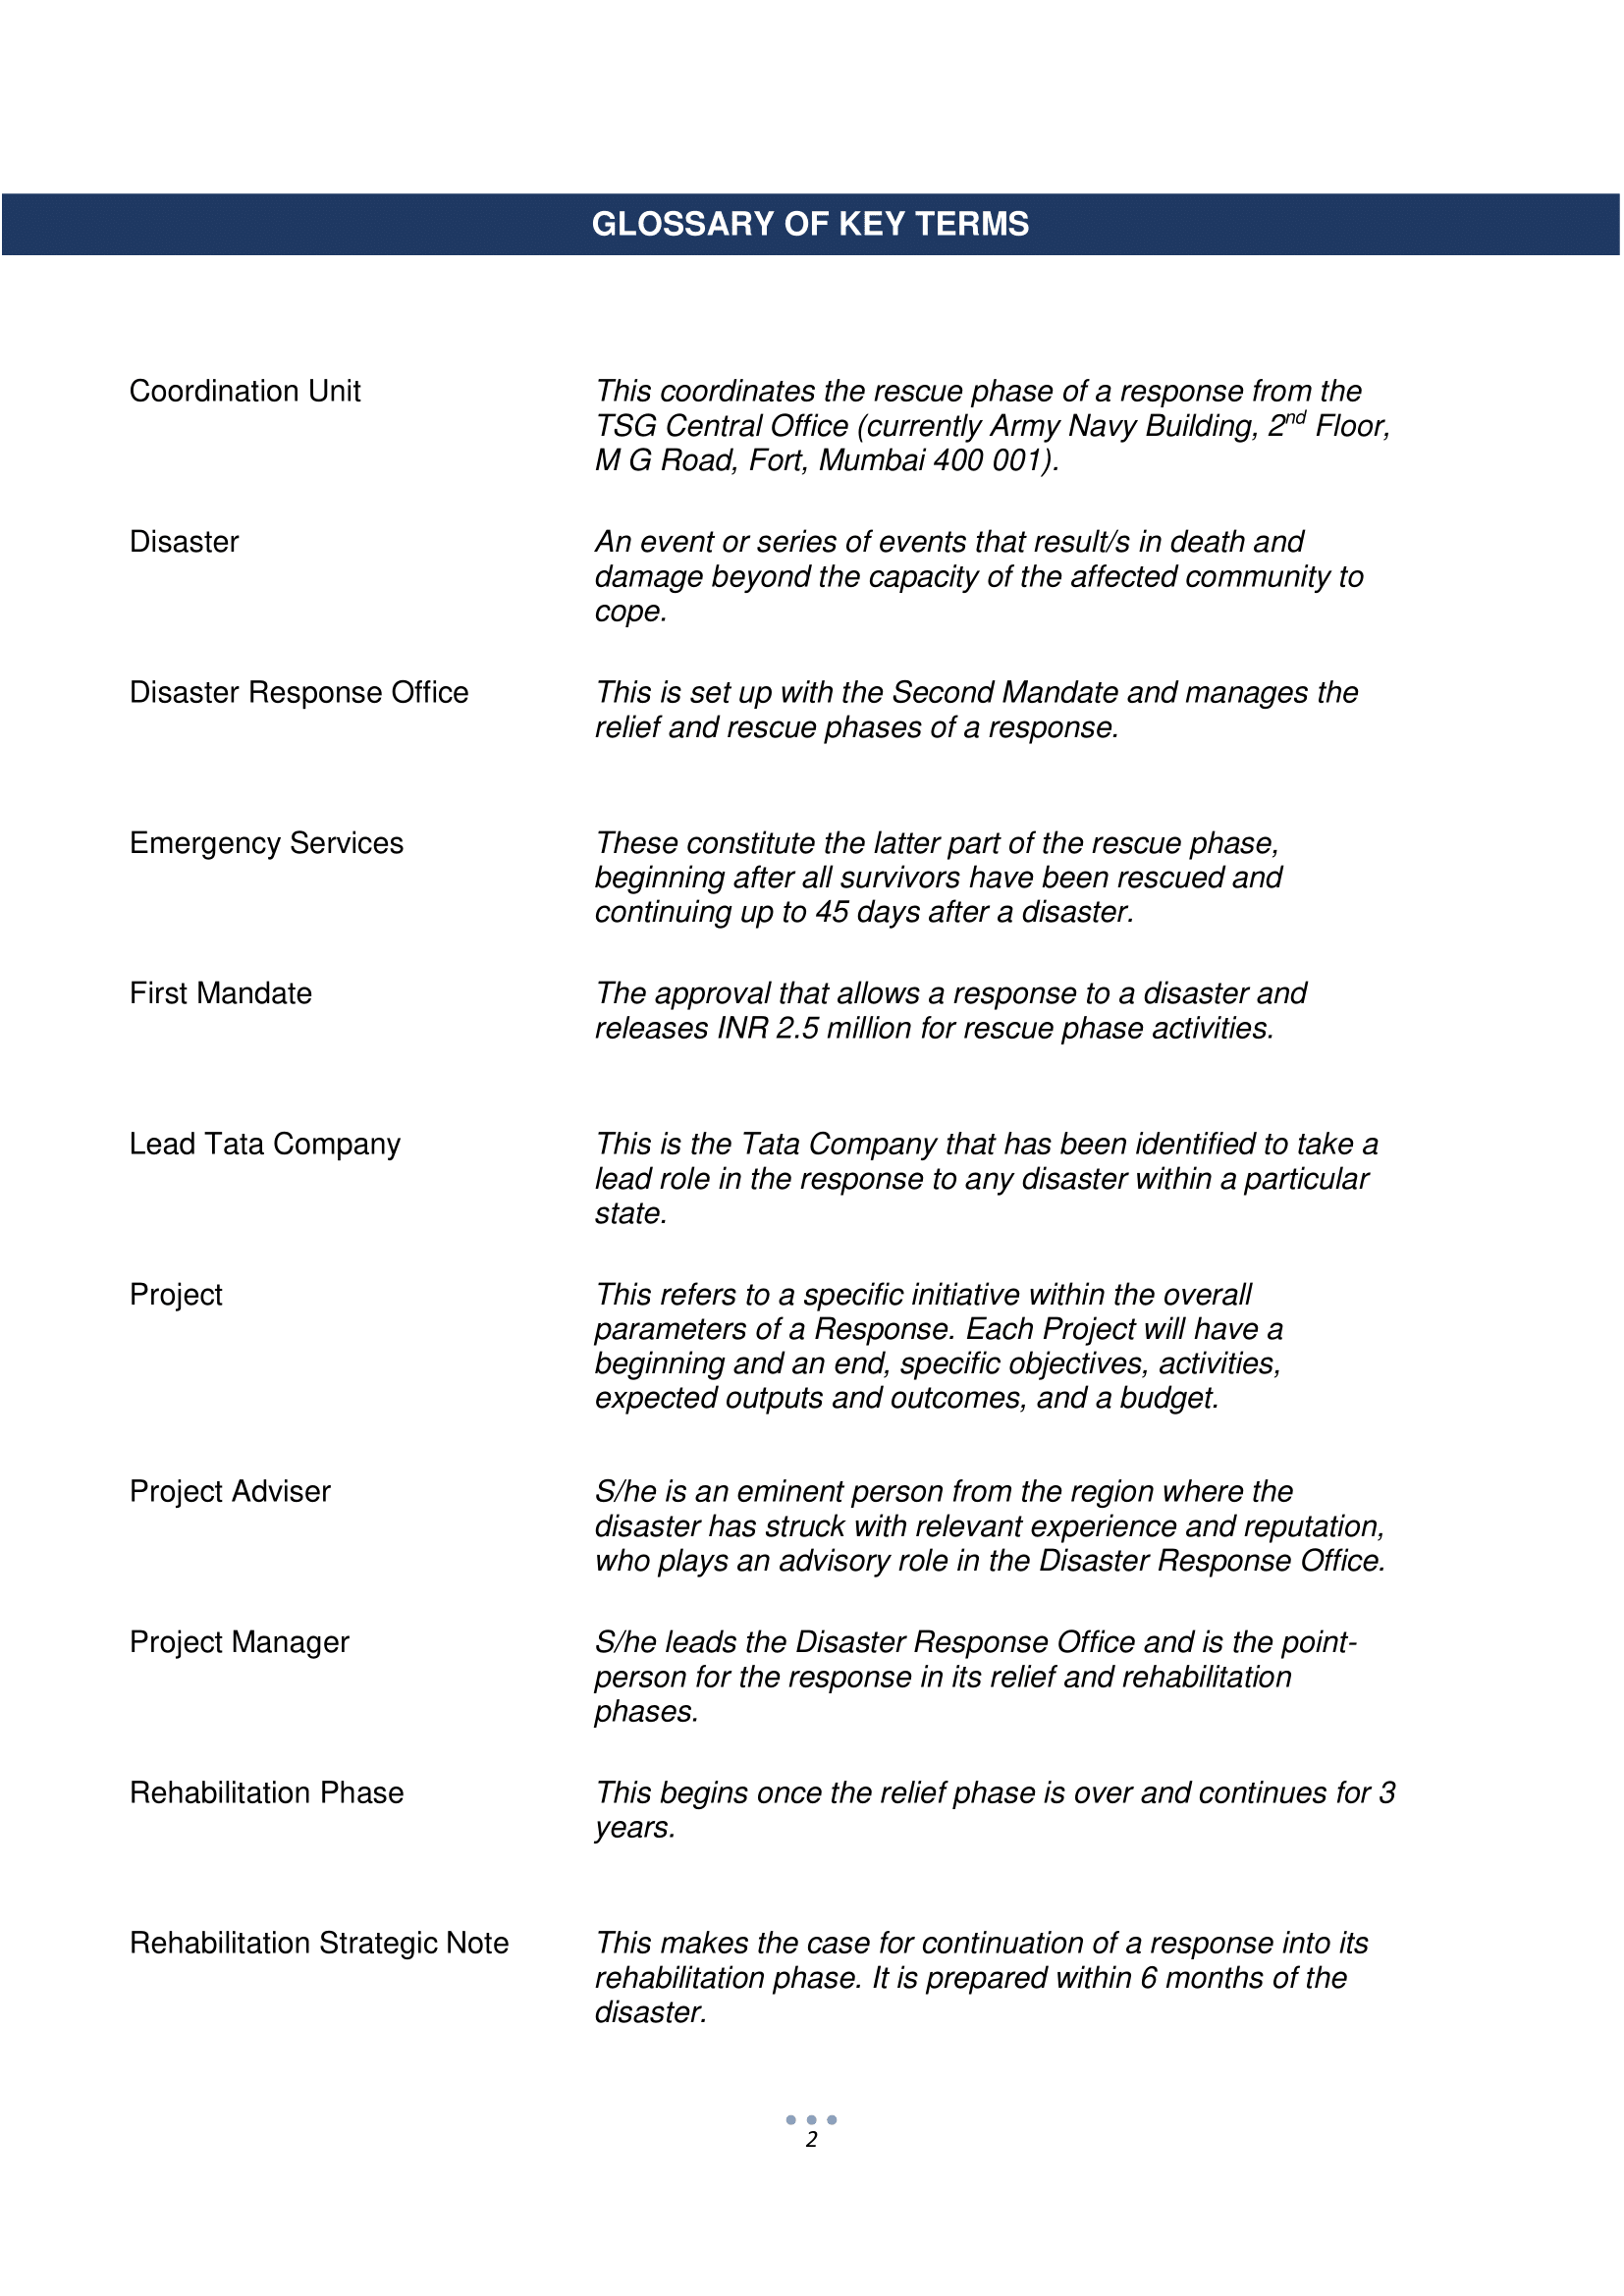 GLOSSARY OF KEY TERMS
Coordination Unit
This coordinates the rescue phase of a response from the
TSG Central Office (currently Army Navy Building, 2nd Floor,
M G Road, Fort, Mumbai 400 001).
Disaster
An event or series of events that result/s in death and
damage beyond the capacity of the affected community to
cope.
Disaster Response Office
This is set up with the Second Mandate and manages the
relief and rescue phases of a response.
Emergency Services
These constitute the latter part of the rescue phase,
beginning after all survivors have been rescued and
continuing up to 45 days after a disaster.
First Mandate
The approval that allows a response to a disaster and
releases INR 2.5 million for rescue phase activities.
Lead Tata Company
This is the Tata Company that has been identified to take a
lead role in the response to any disaster within a particular
state.
Project
This refers to a specific initiative within the overall
parameters of a Response. Each Project will have a
beginning and an end, specific objectives, activities,
expected outputs and outcomes, and a budget.
Project Adviser
S/he is an eminent person from the region where the
disaster has struck with relevant experience and reputation,
who plays an advisory role in the Disaster Response Office.
Project Manager
S/he leads the Disaster Response Office and is the point-
person for the response in its relief and rehabilitation
phases.
Rehabilitation Phase
This begins once the relief phase is over and continues for 3
years.
Rehabilitation Strategic Note
This makes the case for continuation of a response into its
rehabilitation phase. It is prepared within 6 months of the
disaster.
2